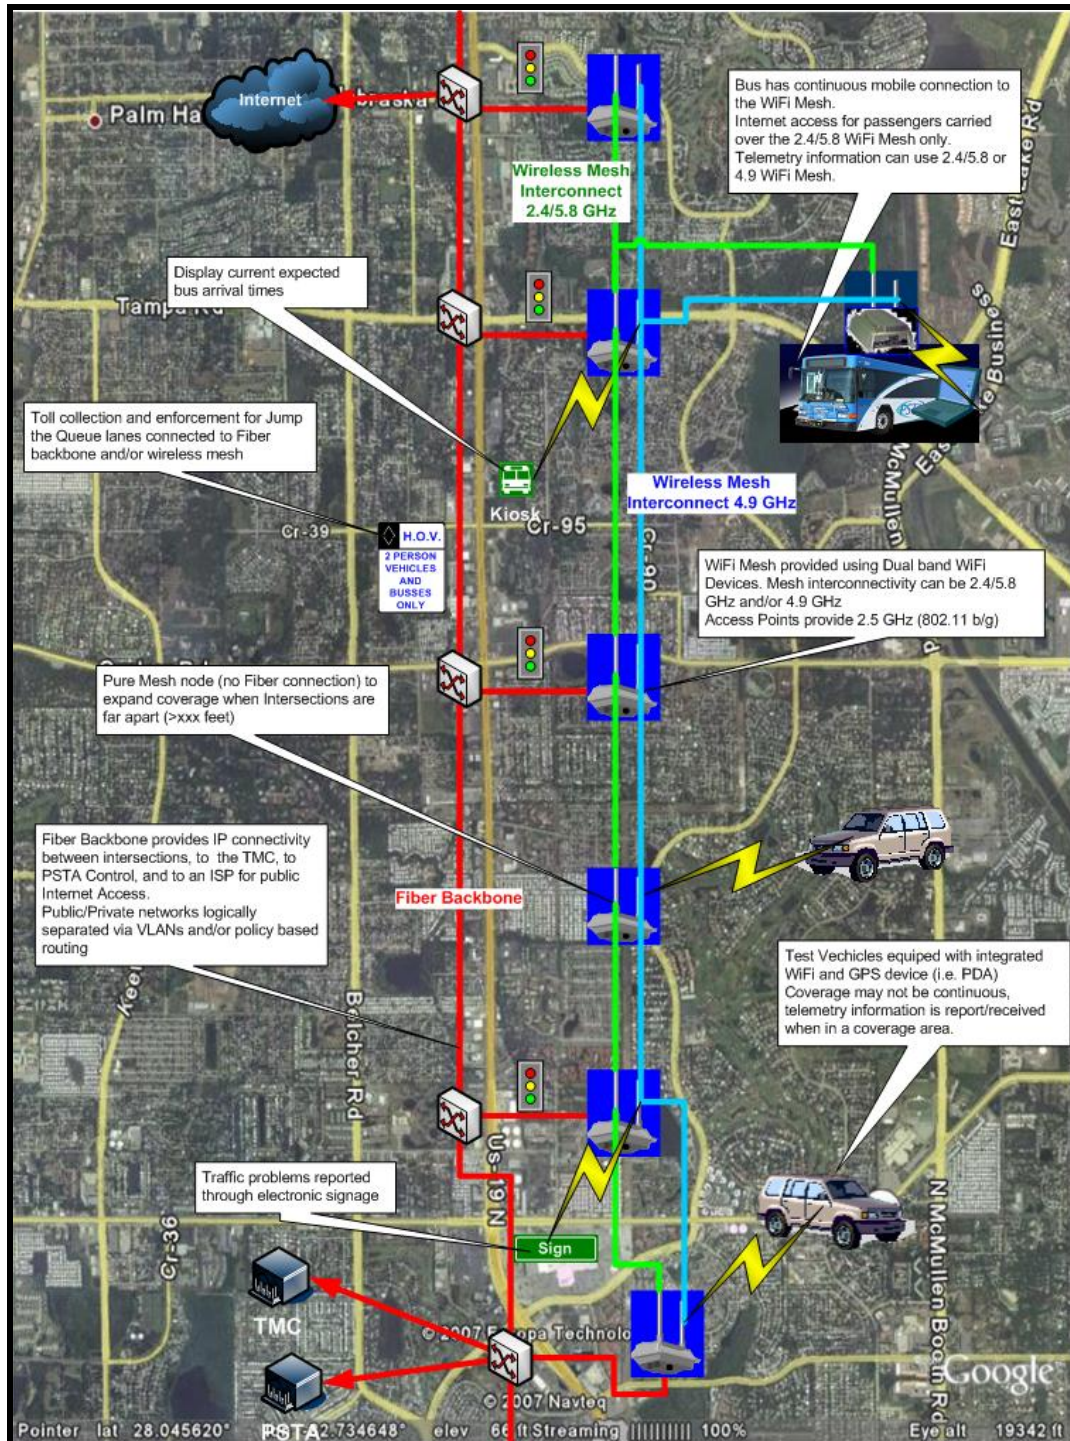 Internet
Palm Ha
braska
Wireless Mesh
Interconnect
2.4/5.8 GHz
Bus has continuous mobile connection to
the WiFi Mesh.
Internet access for passengers carried
over the 2.4/5.8 WiFi Mesh only.
Telemetry information can use 2.4/5.8 or
4.9 WiFi Mesh.
East Lake Rd
Display current expected
bus arrival times
Tampa Rd
ke Business
Toll collection and enforcement for Jump
the Queue lanes connected to Fiber
backbone and/or wireless mesh
McMullen
Wireless Mesh
Interconnect 4.9 GHz
Kiosk
Cr-39
H.O.V.
2 PERSON
VEHICLES
AND
BUSSES
ONLY
Cr-95
Cr-90
WiFi Mesh provided using Dual band WiFi
Devices. Mesh interconnectivity can be 2.4/5.8
GHz and/or 4.9 GHz
Access Points provide 2.5 GHz (802.11 b/g)
Pure Mesh node (no Fiber connection) to
expand coverage when Intersections are
far apart (>xxx feet)
Fiber Backbone provides IP connectivity
between intersections, to the TMC, to
PSTA Control, and to an ISP for public
Internet Access.
Public/Private networks logically
separated via VLANs and/or policy based
routing
Fiber Backbone
Test Vechicles equiped with integrated
WiFi and GPS device (i.e. PDA)
Coverage may not be continuous,
telemetry information is report/received
when in a coverage area.
Kee
Belcher Rd
Us-19 N
Traffic problems reported
through electronic signage
Cr-36
Sign
N McMullen Booth Rd
TMC
© 2007 Europa Technolo
PSTA
© 2007 Navteq
Google
Pointer lat 28.045620° 2.734648° elev 66 ft Streaming |||||||||| 100% Eye alt 19342 ft